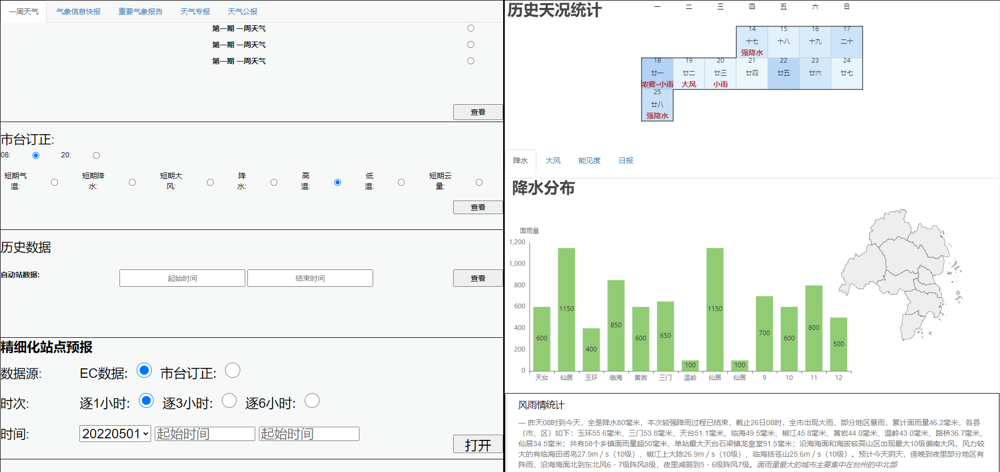 一周天气 气象信息快报 重要气象报告 天气专报 天气公报
第一期 一周天气
第一期 一周天气
第一期 一周天气
查看
市台订正:
08: 20:
短期气温: 短期降水: 短期大风: 降水: 高温: 低温: 短期云量:
查看
历史数据
自动站数据: 起始时间 结束时间 查看
精细化站点预报
数据源: EC数据: 市台订正:
时次: 逐1小时: 逐3小时: 逐6小时:
时间: 20220501 起始时间 起始时间 打开
历史天况统计
一 二 三 四 五 六 日
14 15 16 17
十七 十八 十九 二十
强降水
18 19 20 21 22 23 24
廿一 廿二 廿三 廿四 廿五 廿六 廿七
浓雾-小雨 大风 小雨
25
廿八
强降水
降水 大风 能见度 日报
降水分布
面雨量
1,200
1,000
800
600
400
200
0
600 1150 400 850 600 650 100 1150 100 700 600 800 500
天台 仙居 玉环 临海 黄岩 三门 温岭 仙居 仙居 9 10 11 12
风雨情统计
— 昨天08时到今天，全是降水80毫米，本次较强降雨过程已结束，截止26日08时，全市出现大雨，部分地区暴雨，累计面雨量46.2毫米，各县
（市、区）如下：玉环55.6毫米、三门53.8毫米、天台51.1毫米、临海49.5毫米、椒江45.8毫米、黄岩44.0毫米、温岭43.0毫米、路桥36.7毫米、
仙居34.5毫米；共有58个乡镇面雨量超50毫米，单站最大天台石梁镇龙皇堂91.5毫米；沿海海面和海拔较高山区出现最大10级偏南大风，风力较
大的有临海田岙岛27.9m / s（10级）、椒江上大陈26.9m / s（10级）、临海括苍山25.6m / s（10级）。预计今天阴天，傍晚到夜里部分地区有
阵雨，沿海海面北到东北风6 - 7级阵风8级，夜里减弱到5 - 6级阵风7级。面雨量最大的城市主要集中在台州的中北部